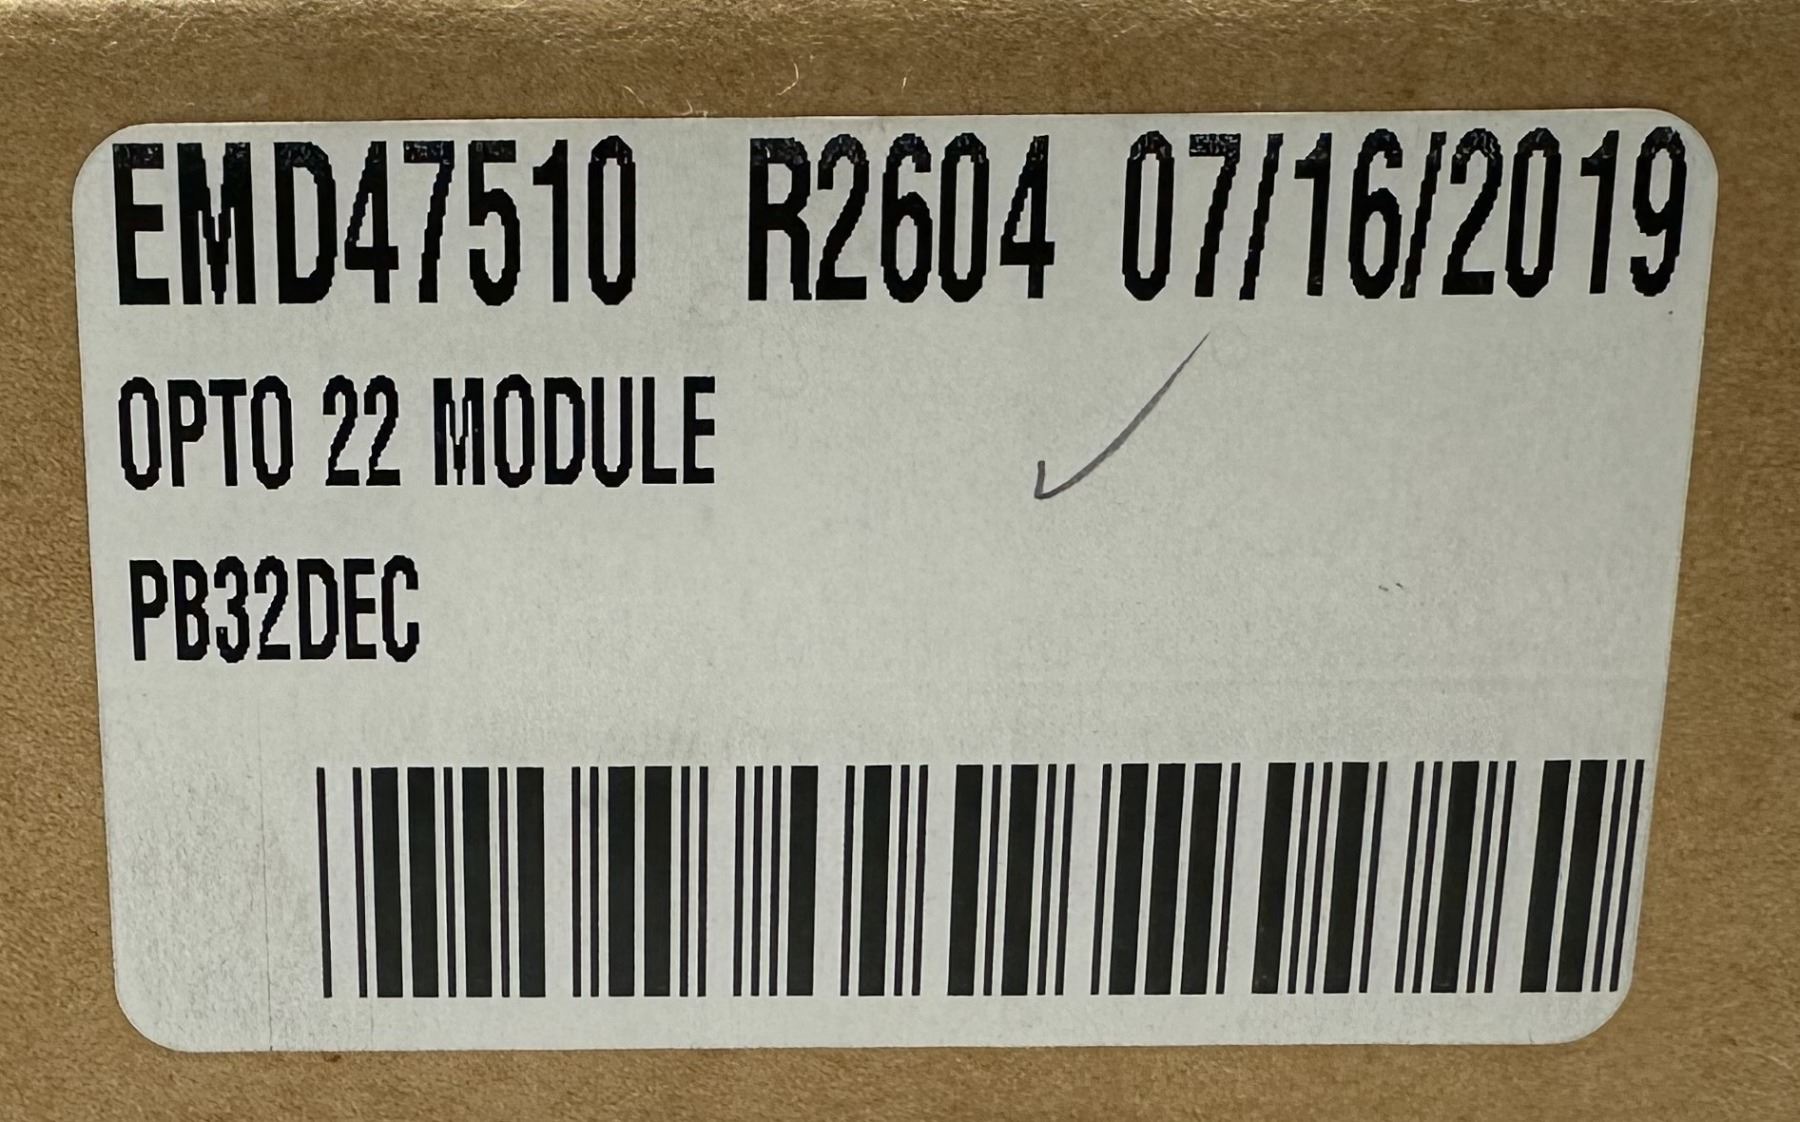 EMD47510 R2604 07/16/2019
OPTO 22 MODULE
PB32DEC